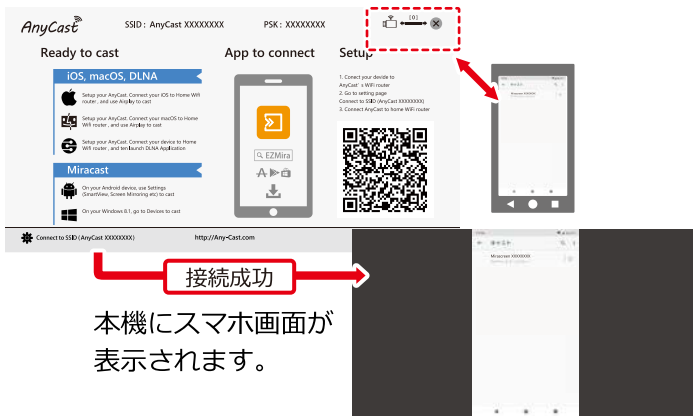 AnyCast
SSID : AnyCast XXXXXXXX
PSK : XXXXXXXX
[0]
Ready to cast
App to connect
Setup
iOS, macOS, DLNA
Setup your AnyCast. Connect your iOS to Home Wifi
router , and use Airplay to cast
Setup your AnyCast. Connect your macOS to Home
Wifi router , and use Airplay to cast
Setup your AnyCast. Connect your device to Home
Wifi router , and ten launch DLNA Application
Miracast
On your Android device, use Settings
(SmartView, Screen Mirroring etc) to cast
On your Windows 8.1, go to Devices to cast
EZMira
1. Conect your devide to
AnyCast' s WIFI router
2. Go to setting page
Connect to SSID (AnyCast XXXXXXXX)
3. Connect AnyCast to home WiFi router
Connect to SSID (AnyCast XXXXXXXX)
http://Any-Cast.com
接続成功
本機にスマホ画面が
表示されます。
Mirascreen XXXXXXXX